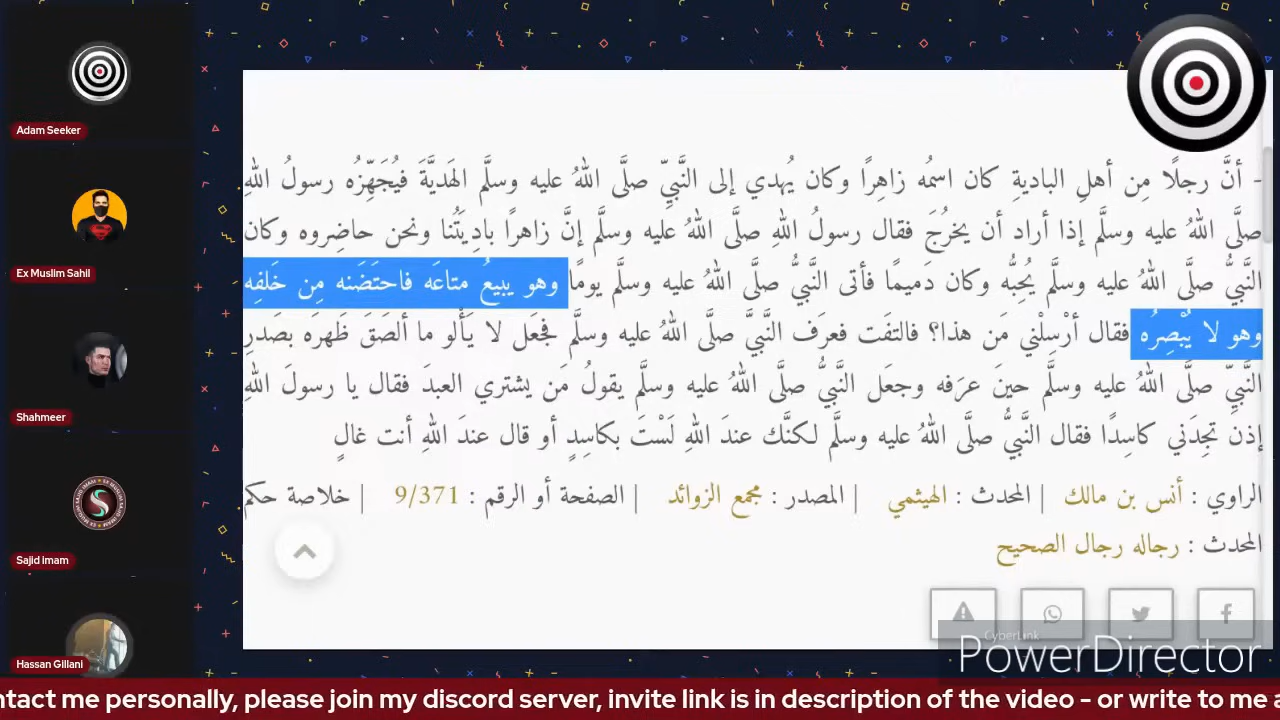 Adam Seeker
Ex Muslim Sahil
Shahmeer
Sajid Imam
Hassan Gillani
- أنَّ رجلًا مِن أهلِ الباديةِ كان اسمُه زاهِرًا وكان يُهدي إلى النَّبيِّ صلَّى اللهُ عليه وسلَّم الهَديَّةَ فيُجَهِّزُه رسولُ اللهِ
صلَّى اللهُ عليه وسلَّم إذا أراد أن يخرُجَ فقال رسولُ اللهِ صلَّى اللهُ عليه وسلَّم إنَّ زاهرًا بادِيَتُنا ونحن حاضِروه وكان
النَّبيُّ صلَّى اللهُ عليه وسلَّم يُحِبُّه وكان دَميمًا فأتى النَّبيُّ صلَّى اللهُ عليه وسلَّم يومًا وهو يبيعُ متاعَه فاحتَضَنه مِن خَلفِه
وهو لا يُبْصِرُه فقال أرْسِلْني مَن هذا؟ فالتفَت فعرَف النَّبيَّ صلَّى اللهُ عليه وسلَّم فجعَل لا يَأْلو ما ألصَقَ ظَهرَه بصَدرِ
النَّبيِّ صلَّى اللهُ عليه وسلَّم حينَ عرَفه وجعَل النَّبيُّ صلَّى اللهُ عليه وسلَّم يقولُ مَن يشتري العبدَ فقال يا رسولَ اللهِ
إذن تجِدَني كاسِدًا فقال النَّبيُّ صلَّى اللهُ عليه وسلَّم لكنَّك عندَ اللهِ لَسْتَ بكاسِدٍ أو قال عندَ اللهِ أنت غالٍ
الراوي : أنس بن مالك | المحدث : الهيثمي | المصدر : مجمع الزوائد | الصفحة أو الرقم : 9/371 | خلاصة حكم
المحدث : رجاله رجال الصحيح
CyberLink
PowerDirector
ntact me personally, please join my discord server, invite link is in description of the video - or write to me a